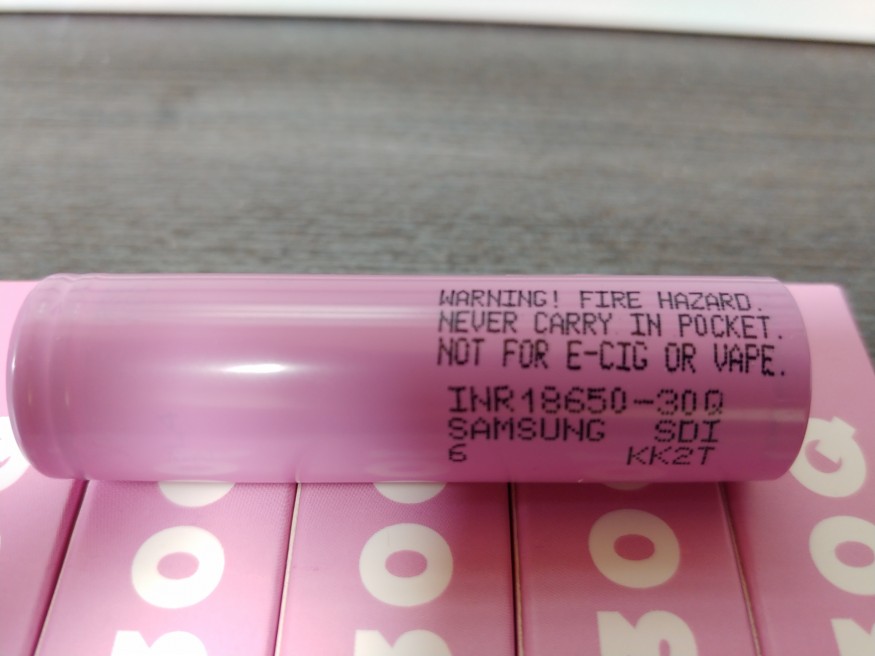 WARNING! FIRE HAZARD.
NEVER CARRY IN POCKET.
NOT FOR E-CIG OR VAPE.
INR18650-30Q
SAMSUNG SDI
6 KK2T